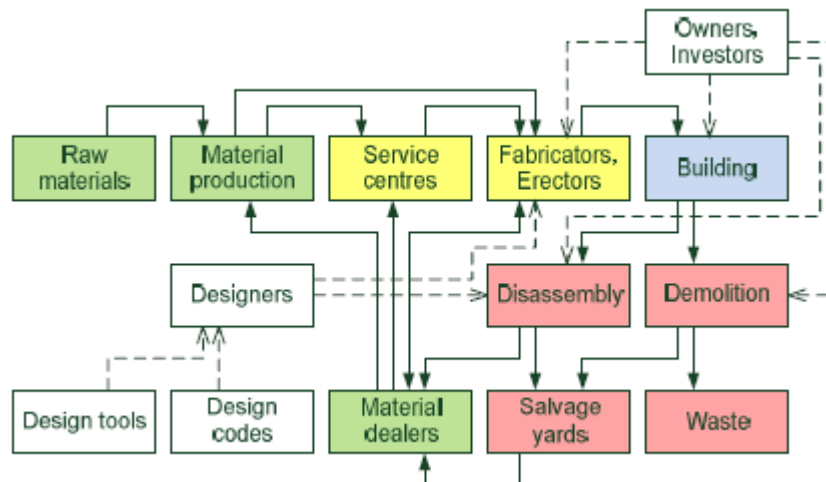 Owners,
Investors
Raw
materials
Material
production
Service
centres
Fabricators,
Erectors
Building
Designers
Disassembly
Demolition
Design tools
Design
codes
Material
dealers
Salvage
yards
Waste